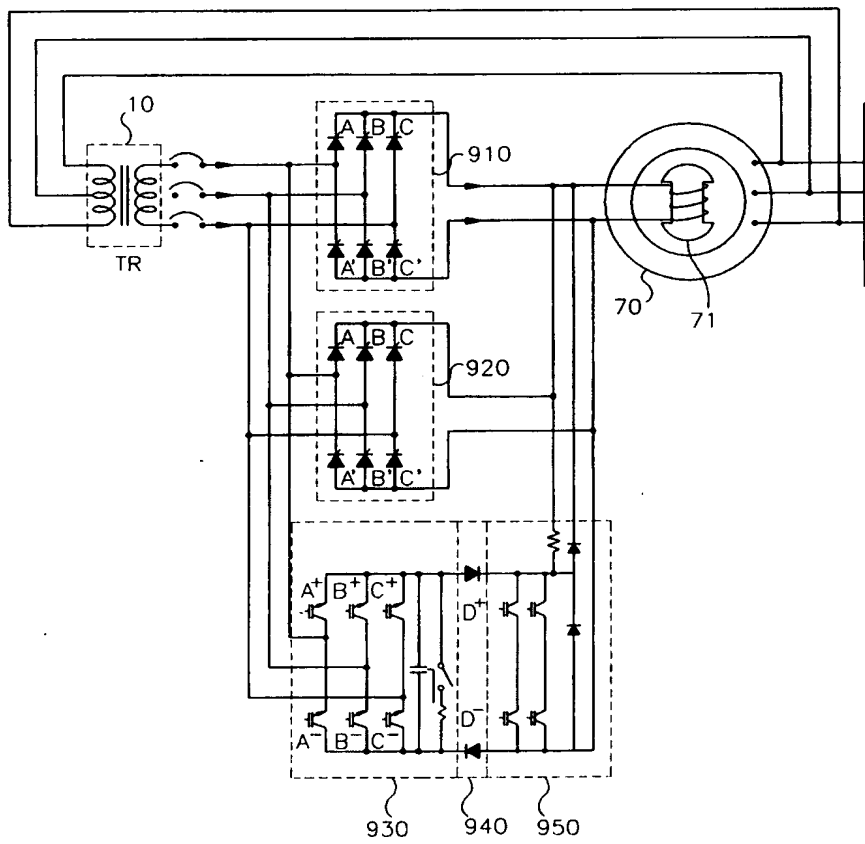 10
TR
A B C
910
A' B' C'
70
71
A B C
920
A' B' C'
A+ B+ C+
D+
A- B- C-
D-
930
940
950